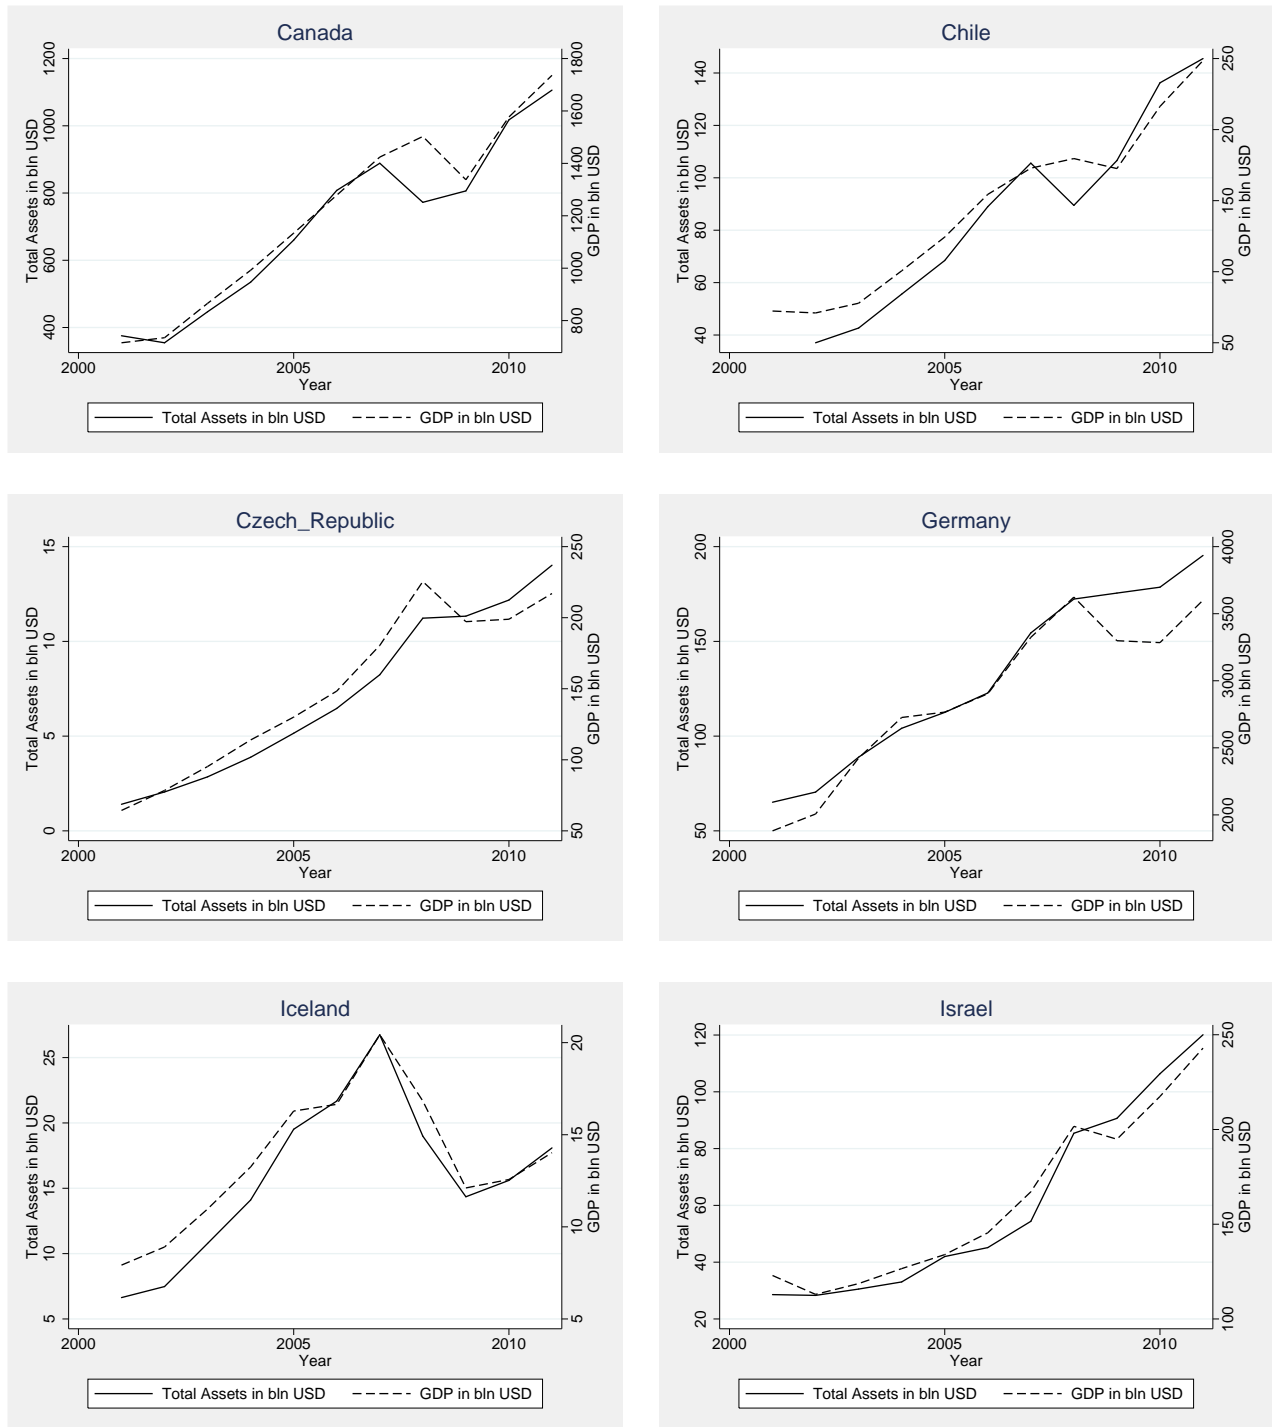 Canada
Total Assets in bln USD
400 600 800 1000 1200
GDP in bln USD
800 1000 1200 1400 1600 1800
2000 2005 2010
Year
Total Assets in bln USD GDP in bln USD
Chile
Total Assets in bln USD
40 60 80 100 120 140
GDP in bln USD
50 100 150 200 250
2000 2005 2010
Year
Total Assets in bln USD GDP in bln USD
Czech_Republic
Total Assets in bln USD
0 5 10 15
GDP in bln USD
50 100 150 200 250
2000 2005 2010
Year
Total Assets in bln USD GDP in bln USD
Germany
Total Assets in bln USD
50 100 150 200
GDP in bln USD
2000 2500 3000 3500 4000
2000 2005 2010
Year
Total Assets in bln USD GDP in bln USD
Iceland
Total Assets in bln USD
5 10 15 20 25
GDP in bln USD
5 10 15 20
2000 2005 2010
Year
Total Assets in bln USD GDP in bln USD
Israel
Total Assets in bln USD
20 40 60 80 100 120
GDP in bln USD
100 150 200 250
2000 2005 2010
Year
Total Assets in bln USD GDP in bln USD